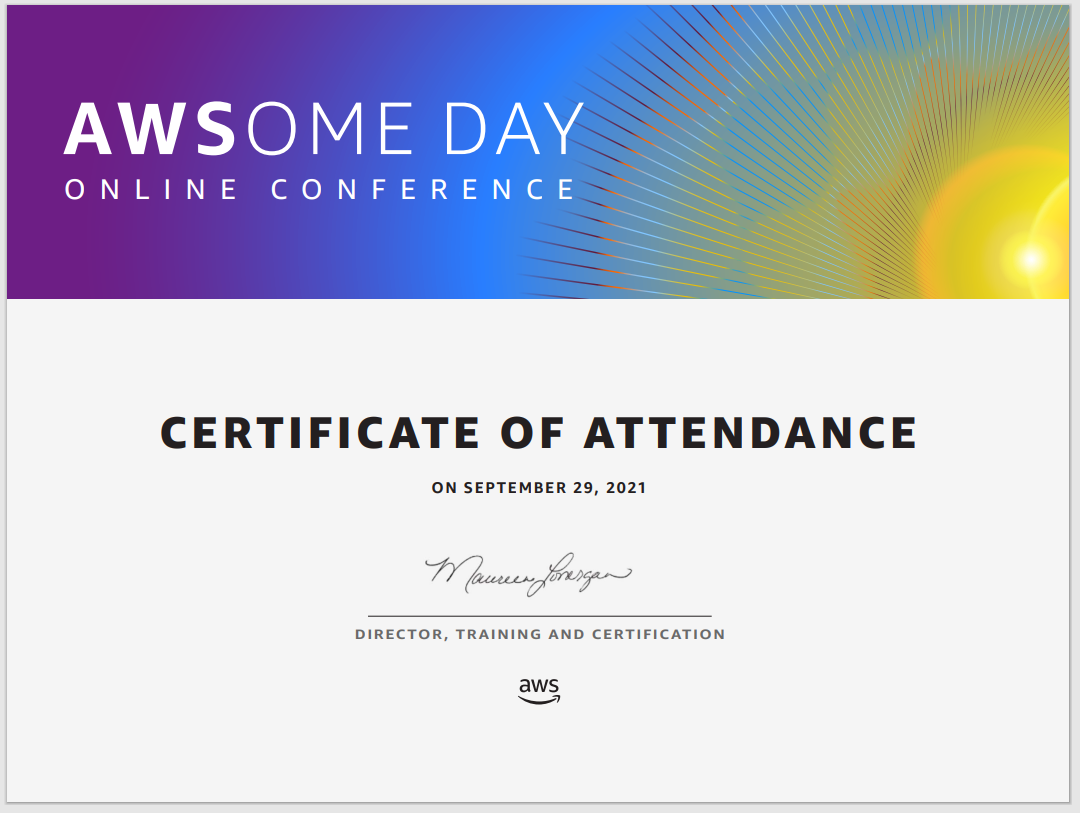 AWSOME DAY
ONLINE CONFERENCE
CERTIFICATE OF ATTENDANCE
ON SEPTEMBER 29, 2021
Maureen Lonergan
DIRECTOR, TRAINING AND CERTIFICATION
aws